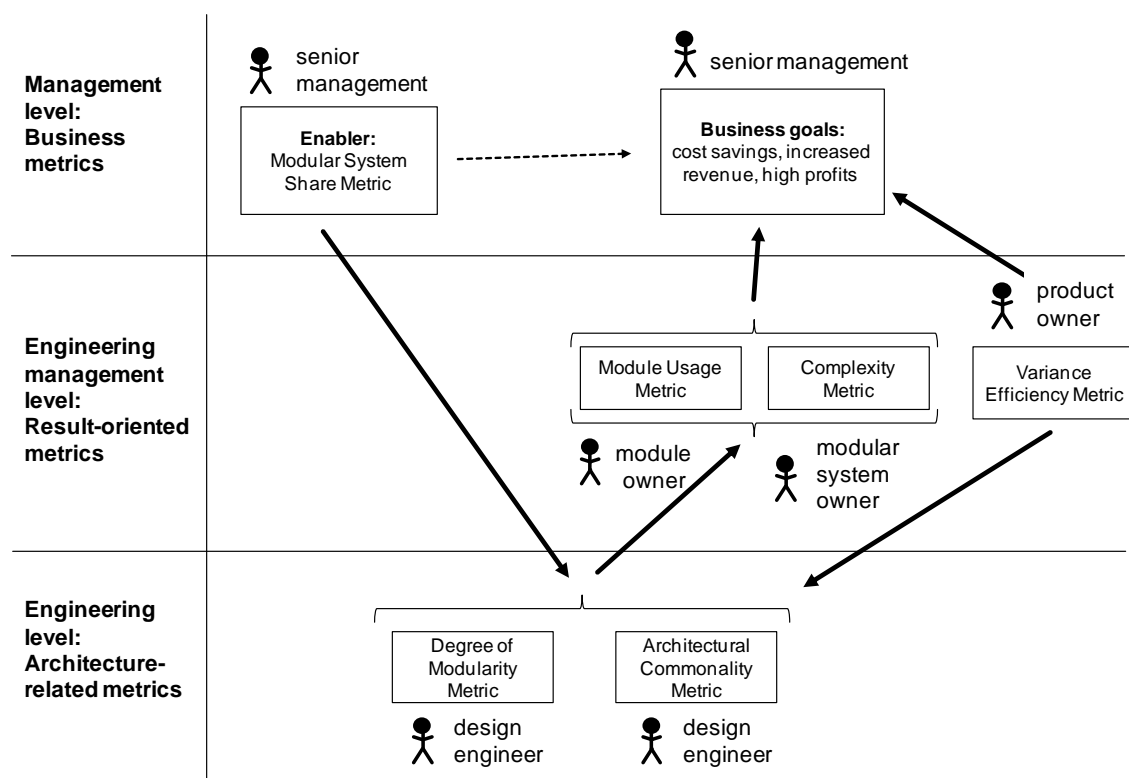 senior
management
senior management
Management
level:
Business
metrics
Enabler:
Modular System
Share Metric
Business goals:
cost savings, increased
revenue, high profits
product
owner
Engineering
management
level:
Result-oriented
metrics
Module Usage
Metric
Complexity
Metric
Variance
Efficiency Metric
module
owner
modular
system
owner
Engineering
level:
Architecture-
related metrics
Degree of
Modularity
Metric
Architectural
Commonality
Metric
design
engineer
design
engineer